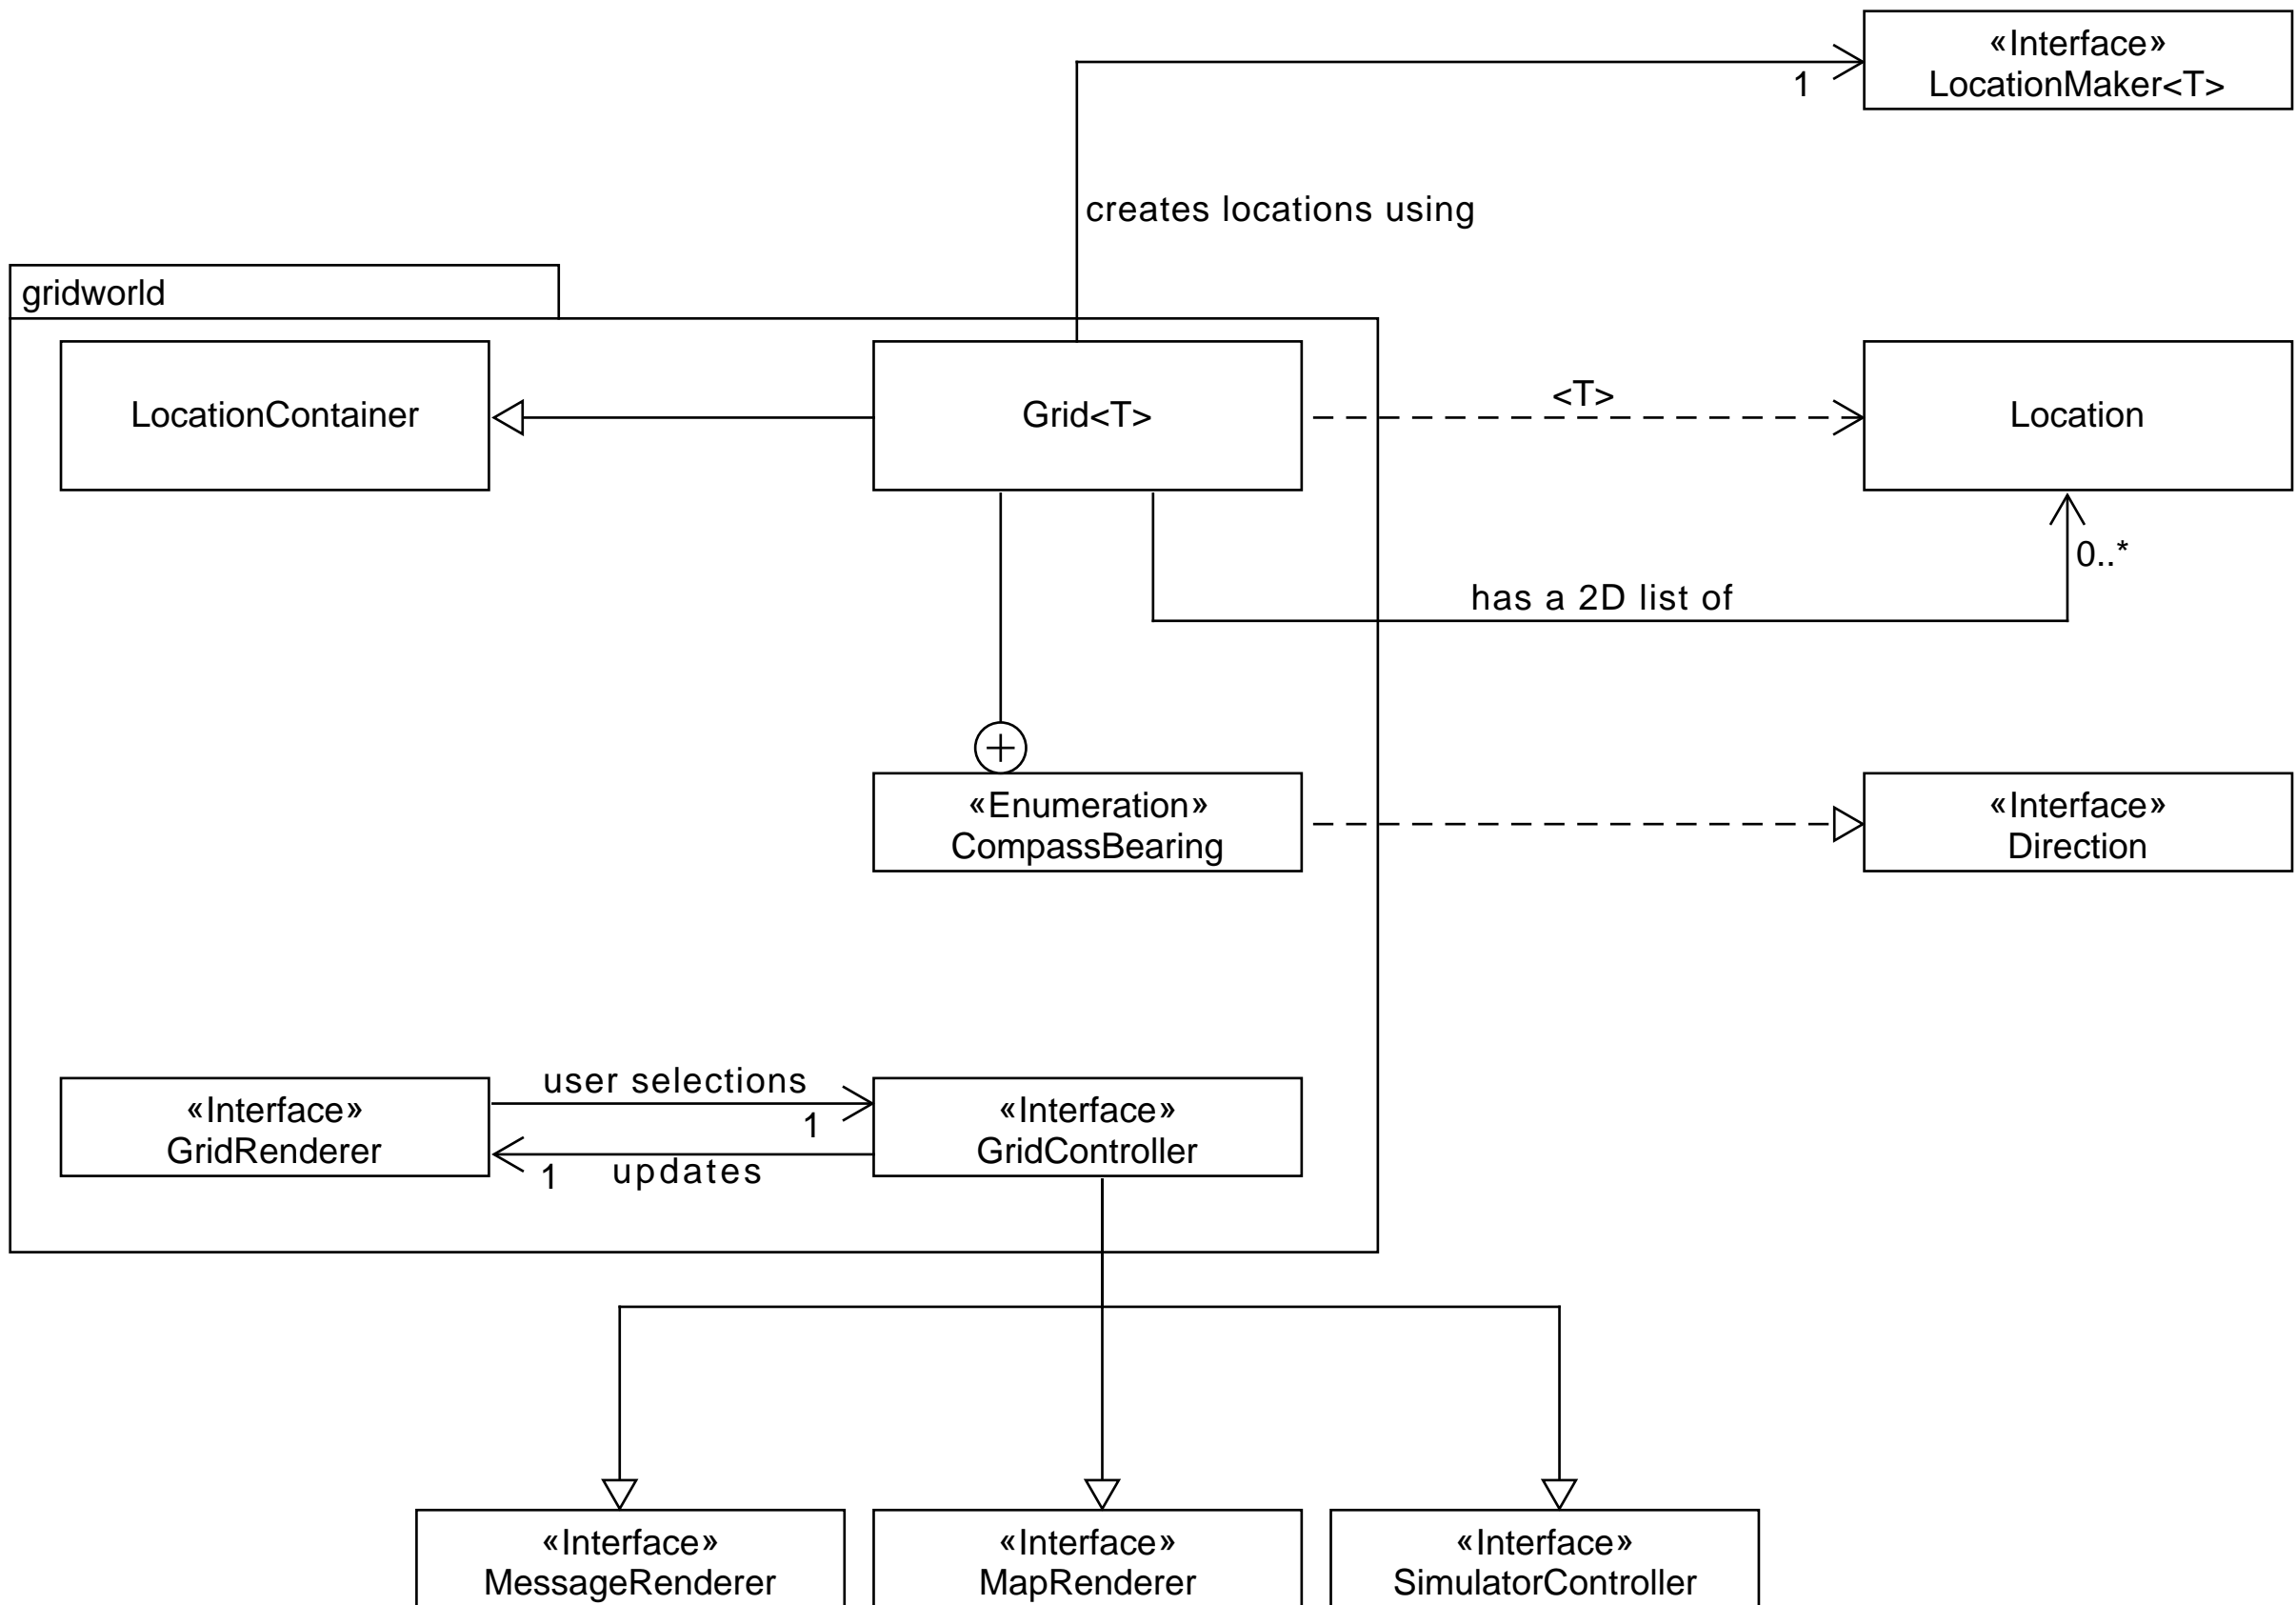 «Interface»
LocationMaker<T>
1
creates locations using
gridworld
LocationContainer
Grid<T>
<T>
Location
0..*
has a 2D list of
«Enumeration»
CompassBearing
«Interface»
Direction
«Interface»
GridRenderer
user selections
1
1
updates
«Interface»
GridController
«Interface»
MessageRenderer
«Interface»
MapRenderer
«Interface»
SimulatorController